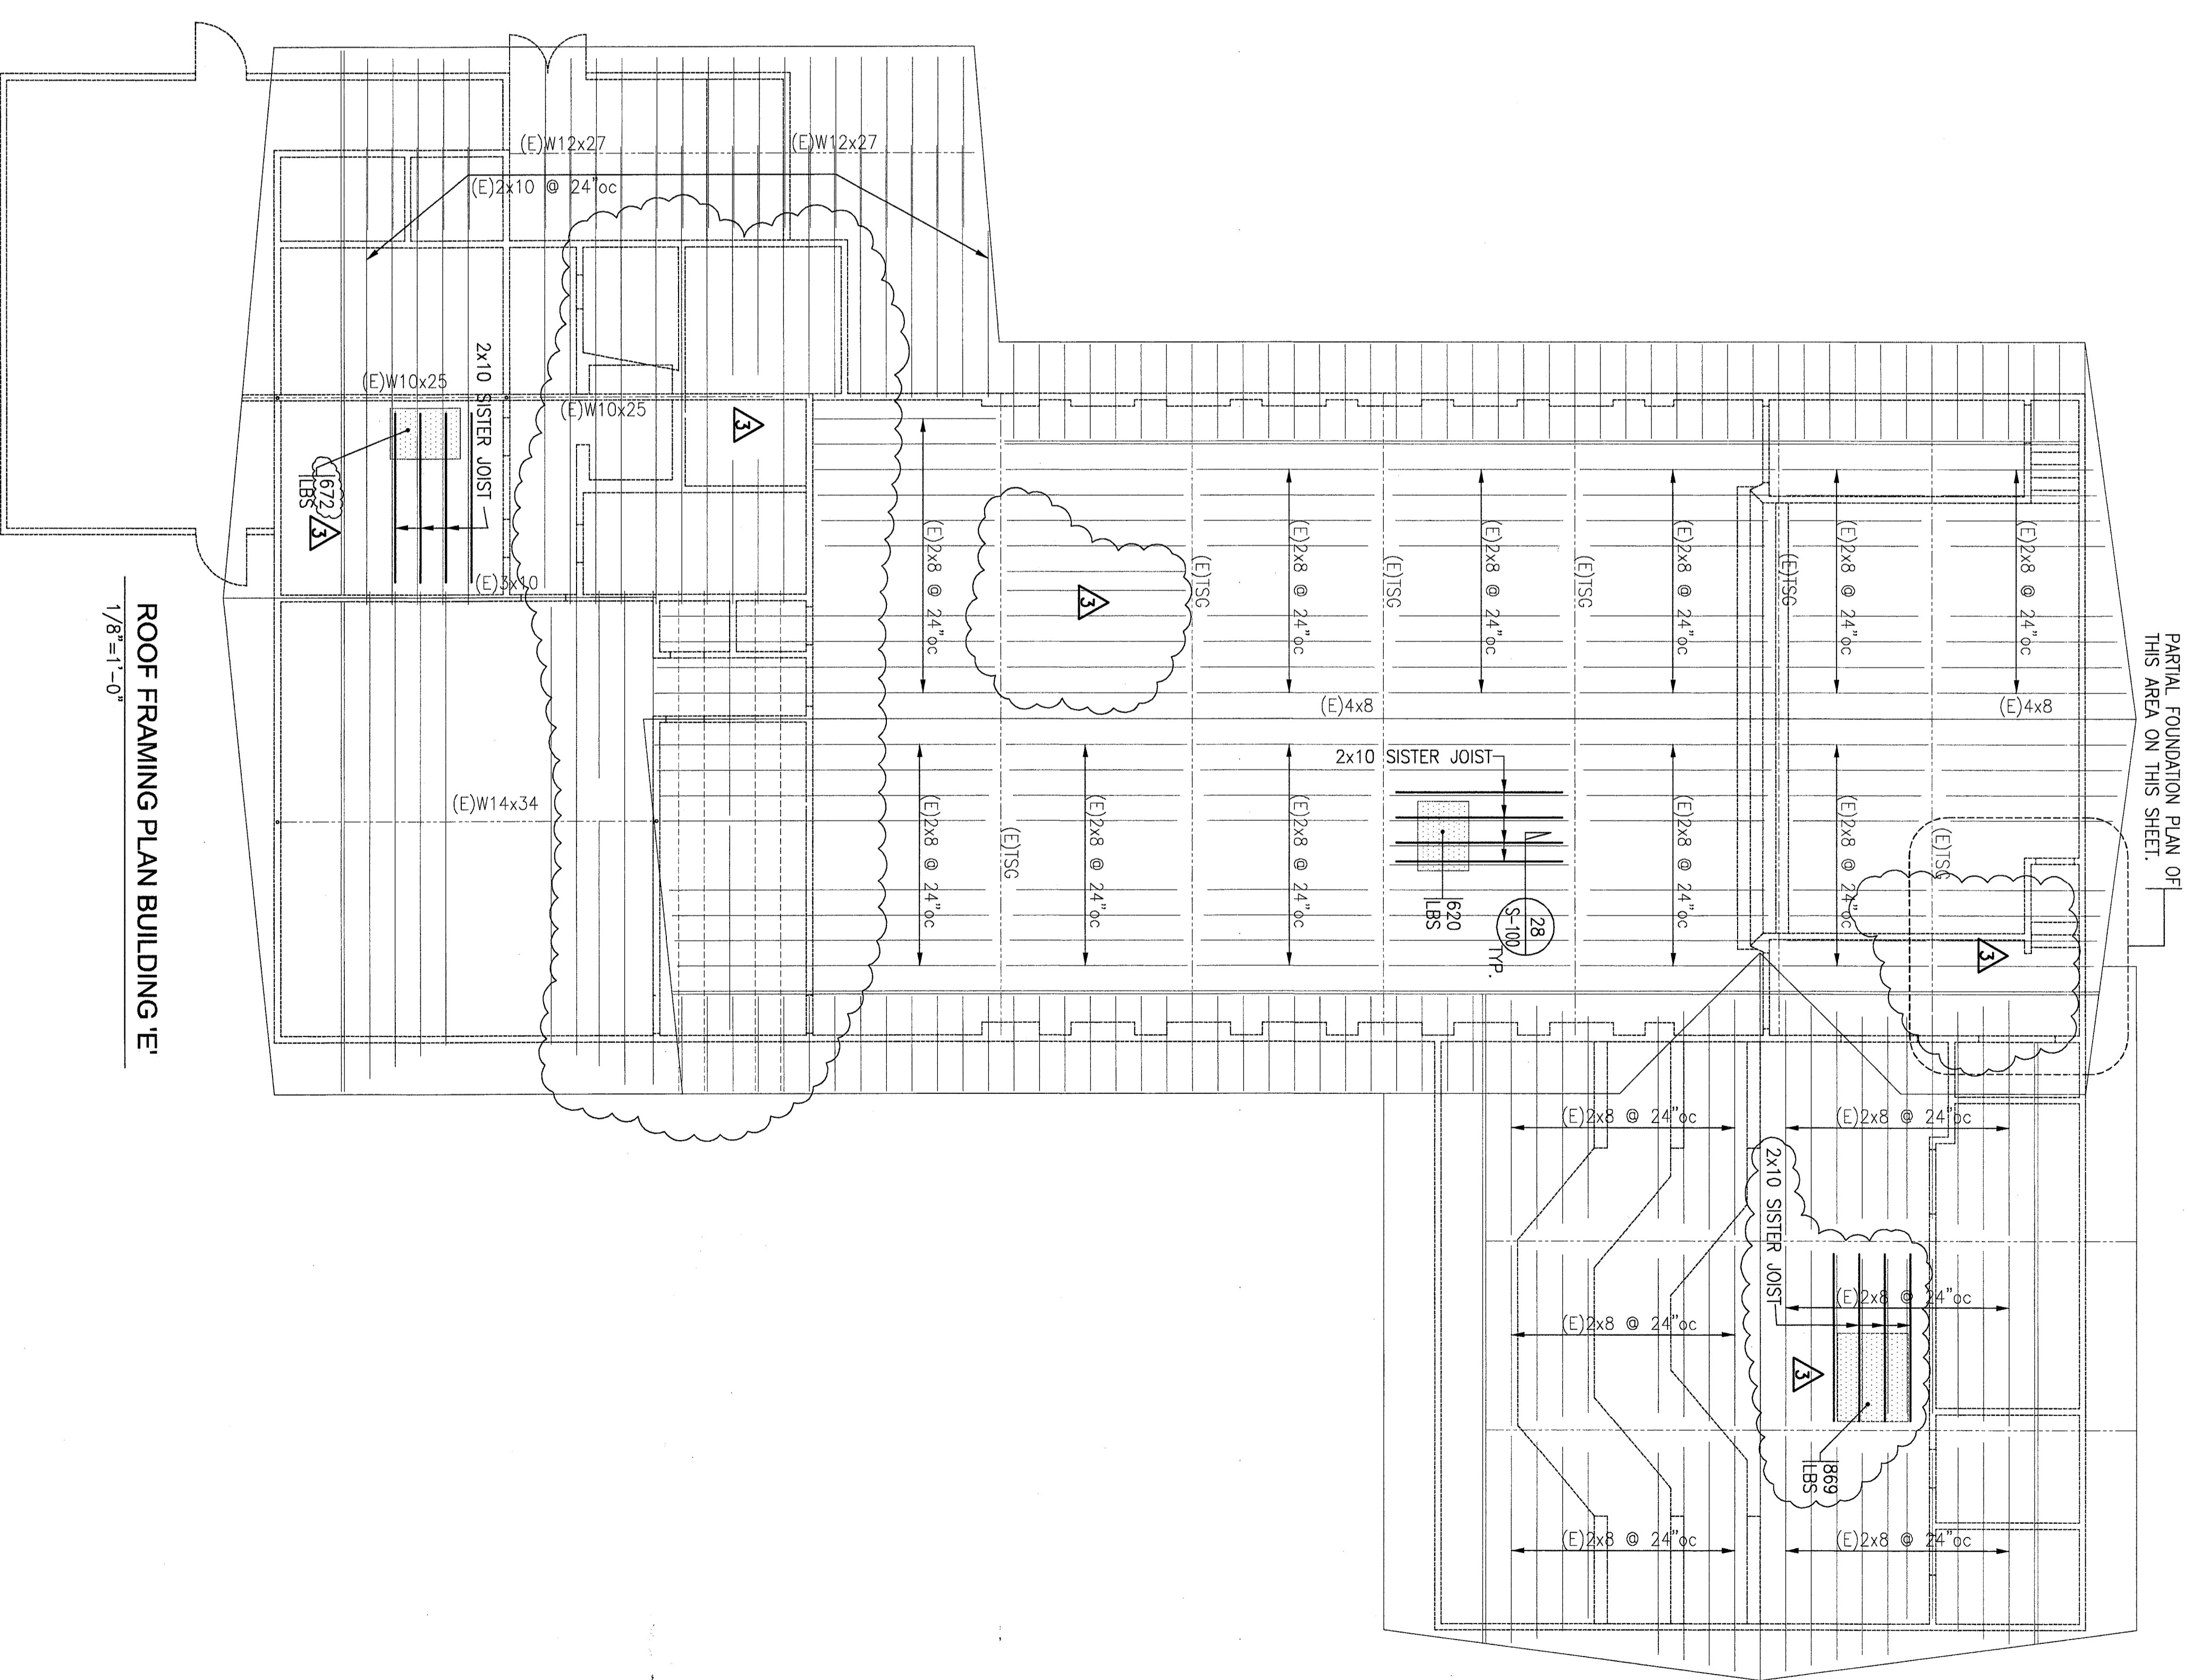 PARTIAL FOUNDATION PLAN OF
THIS AREA ON THIS SHEET.
(E)W12x27
(E)W12x27
(E)2x10 @ 24"oc
(E)W10x25
(E)W10x25
2x10 SISTER JOIST
672
LBS
3
3
(E)3x10
(E)W14x34
(E)2x8 @ 24"oc
(E)2x8 @ 24"oc
(E)2x8 @ 24"oc
(E)2x8 @ 24"oc
(E)2x8 @ 24"oc
(E)2x8 @ 24"oc
(E)TSG
(E)TSG
(E)TSG
(E)TSG
3
(E)4x8
(E)4x8
2x10 SISTER JOIST
620
LBS
28
S-100
TYP.
(E)2x8 @ 24"oc
(E)2x8 @ 24"oc
(E)2x8 @ 24"oc
(E)2x8 @ 24"oc
(E)2x8 @ 24"oc
(E)TSG
(E)TSG
3
(E)2x8 @ 24"oc
(E)2x8 @ 24"oc
2x10 SISTER JOIST
(E)2x8 @ 24"oc
(E)2x8 @ 24"oc
3
869
LBS
(E)2x8 @ 24"oc
(E)2x8 @ 24"oc
ROOF FRAMING PLAN BUILDING 'E'
1/8"=1'-0"